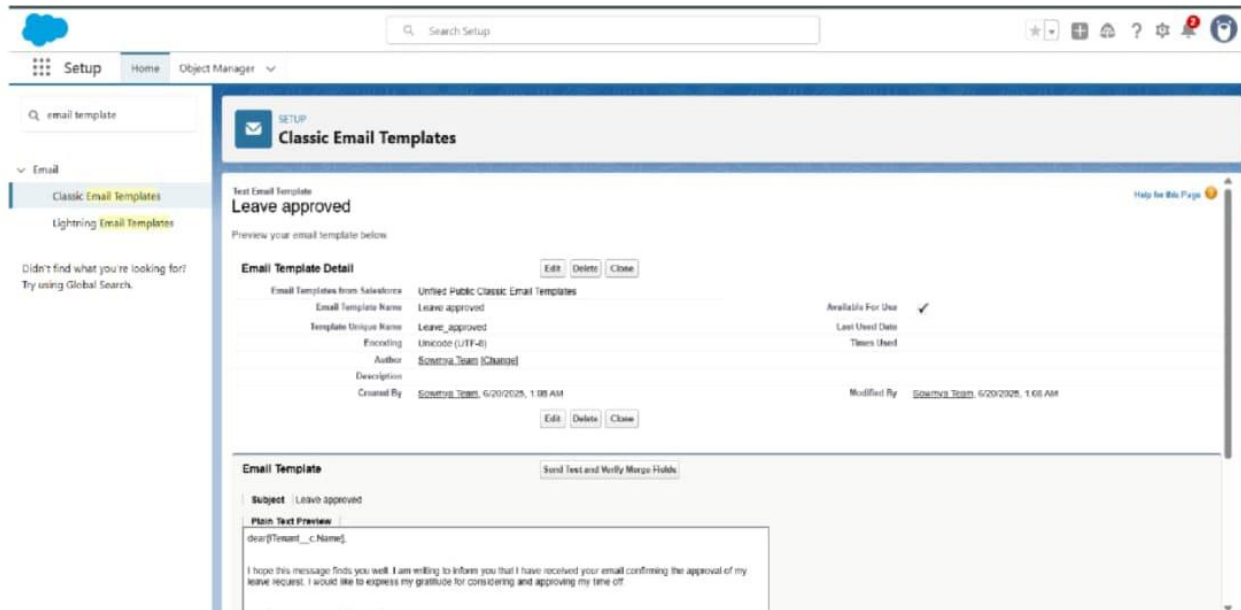 Search Setup
2
Setup
Home
Object Manager
email template
Email
Classic Email Templates
Lightning Email Templates
Didn't find what you're looking for?
Try using Global Search.
SETUP
Classic Email Templates
Text Email Template
Leave approved
Help for this Page
Preview your email template below.
Email Template Detail
Edit Delete Close
Email Templates from Salesforce Unfiled Public Classic Email Templates
Email Template Name Leave approved Available For Use ✓
Template Unique Name Leave_approved Last Used Date
Encoding Unicode (UTF-8) Times Used
Author Sowmya Team [Change]
Description
Created By Sowmya Team, 6/20/2025, 1:08 AM Modified By Sowmya Team, 6/20/2025, 1:08 AM
Edit Delete Close
Email Template Send Test and Verify Merge Fields
Subject Leave approved
Plain Text Preview
dear{!Tenant__c.Name},
I hope this message finds you well. I am writing to inform you that I have received your email confirming the approval of my
leave request. I would like to express my gratitude for considering and approving my time off.